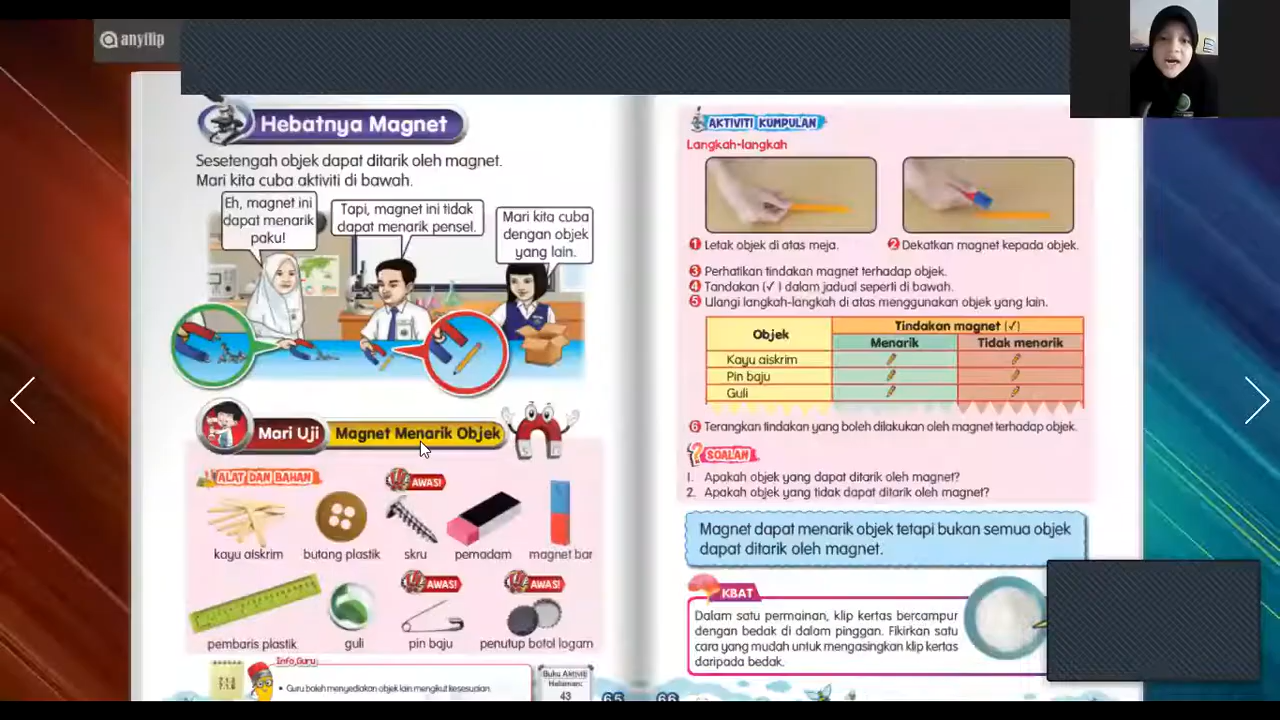 anyflip
Hebatnya Magnet
Sesetengah objek dapat ditarik oleh magnet.
Mari kita cuba aktiviti di bawah.
Eh, magnet ini
dapat menarik
paku!
Tapi, magnet ini tidak
dapat menarik pensel.
Mari kita cuba
dengan objek
yang lain.
Mari Uji
Magnet Menarik Objek
ALAT DAN BAHAN
AWAS!
kayu aiskrim
butang plastik
skru
pemadam
magnet bar
AWAS!
AWAS!
pembaris plastik
guli
pin baju
penutup botol logam
Info Guru
• Guru boleh menyediakan objek lain mengikut kesesuaian.
Buku Aktiviti
Halaman:
43
65
AKTIVITI KUMPULAN
Langkah-langkah
1 Letak objek di atas meja.
2 Dekatkan magnet kepada objek.
3 Perhatikan tindakan magnet terhadap objek.
4 Tandakan (✓) dalam jadual seperti di bawah.
5 Ulangi langkah-langkah di atas menggunakan objek yang lain.
Objek
Tindakan magnet (✓)
Menarik
Tidak menarik
Kayu aiskrim
Pin baju
Guli
6 Terangkan tindakan yang boleh dilakukan oleh magnet terhadap objek.
SOALAN
1. Apakah objek yang dapat ditarik oleh magnet?
2. Apakah objek yang tidak dapat ditarik oleh magnet?
Magnet dapat menarik objek tetapi bukan semua objek
dapat ditarik oleh magnet.
KBAT
Dalam satu permainan, klip kertas bercampur
dengan bedak di dalam pinggan. Fikirkan satu
cara yang mudah untuk mengasingkan klip kertas
daripada bedak.
66